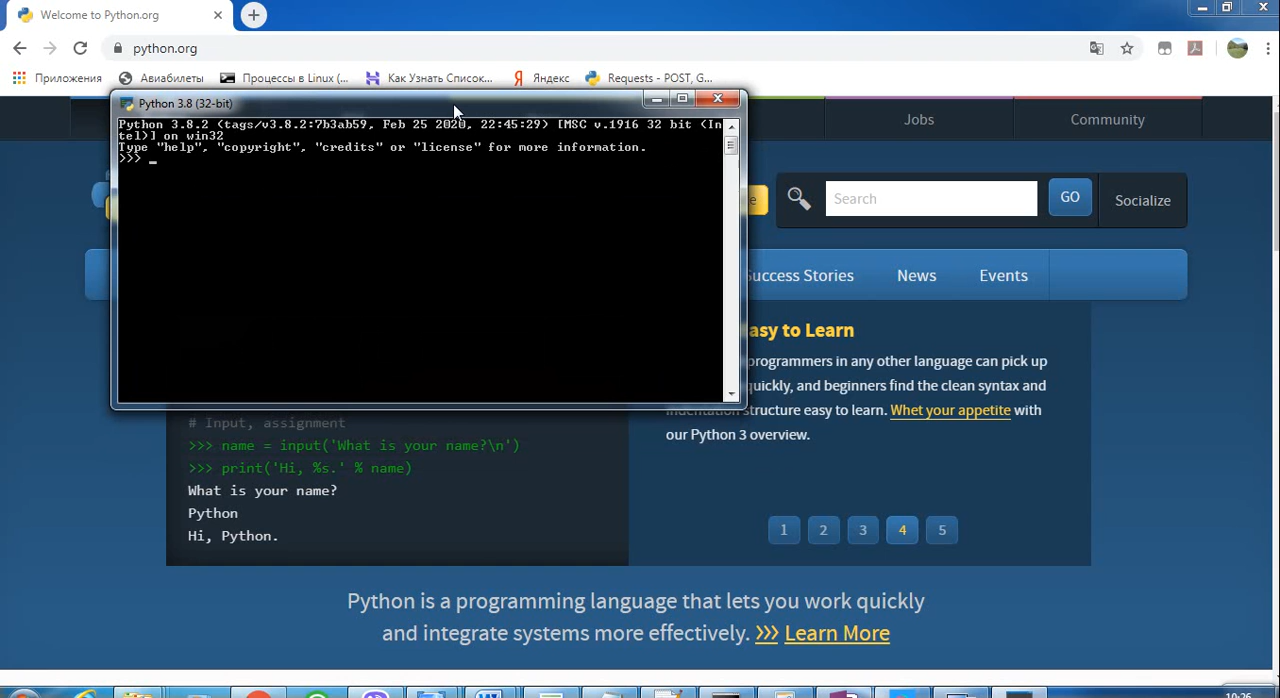 Welcome to Python.org
python.org
Приложения
Авиабилеты
Процессы в Linux (...
Как Узнать Список...
Яндекс
Requests - POST, G...
Python 3.8 (32-bit)
Python 3.8.2 (tags/v3.8.2:7b3ab59, Feb 25 2020, 22:45:29) [MSC v.1916 32 bit (In
tel)] on win32
Type "help", "copyright", "credits" or "license" for more information.
>>> _
Jobs
Community
Search
GO
Socialize
Success Stories
News
Events
asy to Learn
programmers in any other language can pick up
quickly, and beginners find the clean syntax and
indentation structure easy to learn. Whet your appetite with
our Python 3 overview.
# Input, assignment
>>> name = input('What is your name?\n')
>>> print('Hi, %s.' % name)
What is your name?
Python
Hi, Python.
1
2
3
4
5
Python is a programming language that lets you work quickly
and integrate systems more effectively. >>> Learn More
10:26